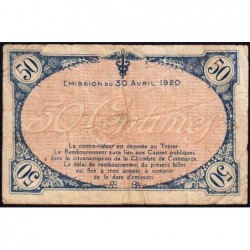 50 50
EMISSION DU 30 AVRIL 1920
50 Centimes
La contre-valeur est déposée au Trésor.
Le Remboursement aura lieu aux Caisses publiques
dans la circonscription de la Chambre de Commerce.
Le délai de remboursement du présent billet
est fixé à trois années à compter
de la date d'émission.
50 50